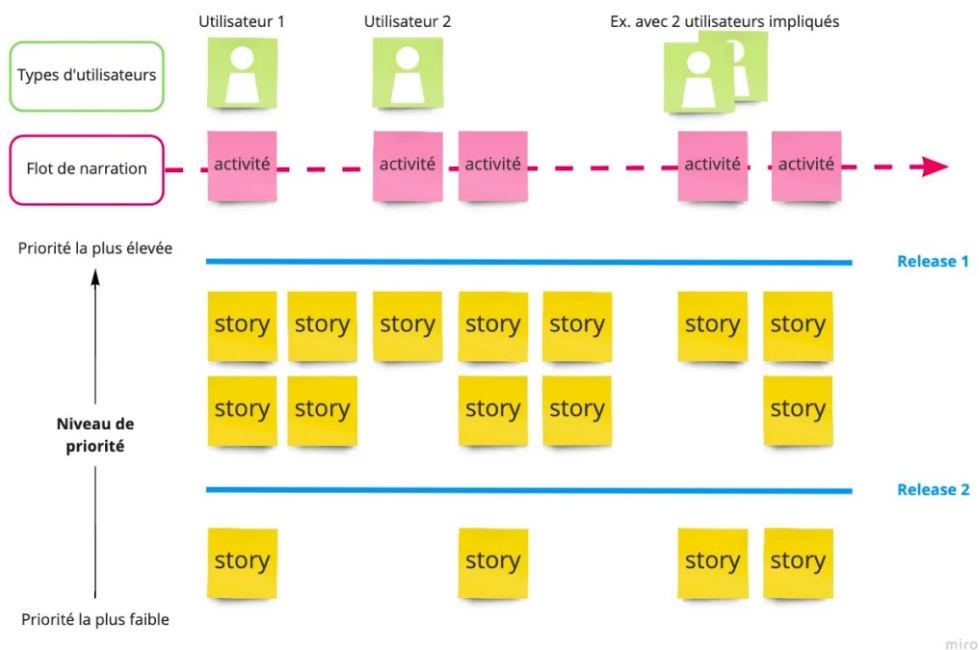 Utilisateur 1
Utilisateur 2
Ex. avec 2 utilisateurs impliqués
Types d'utilisateurs
Flot de narration
activité
activité
activité
activité
activité
Priorité la plus élevée
Release 1
story
story
story
story
story
story
story
Niveau de
priorité
story
story
story
story
story
Release 2
story
story
story
story
Priorité la plus faible
miro